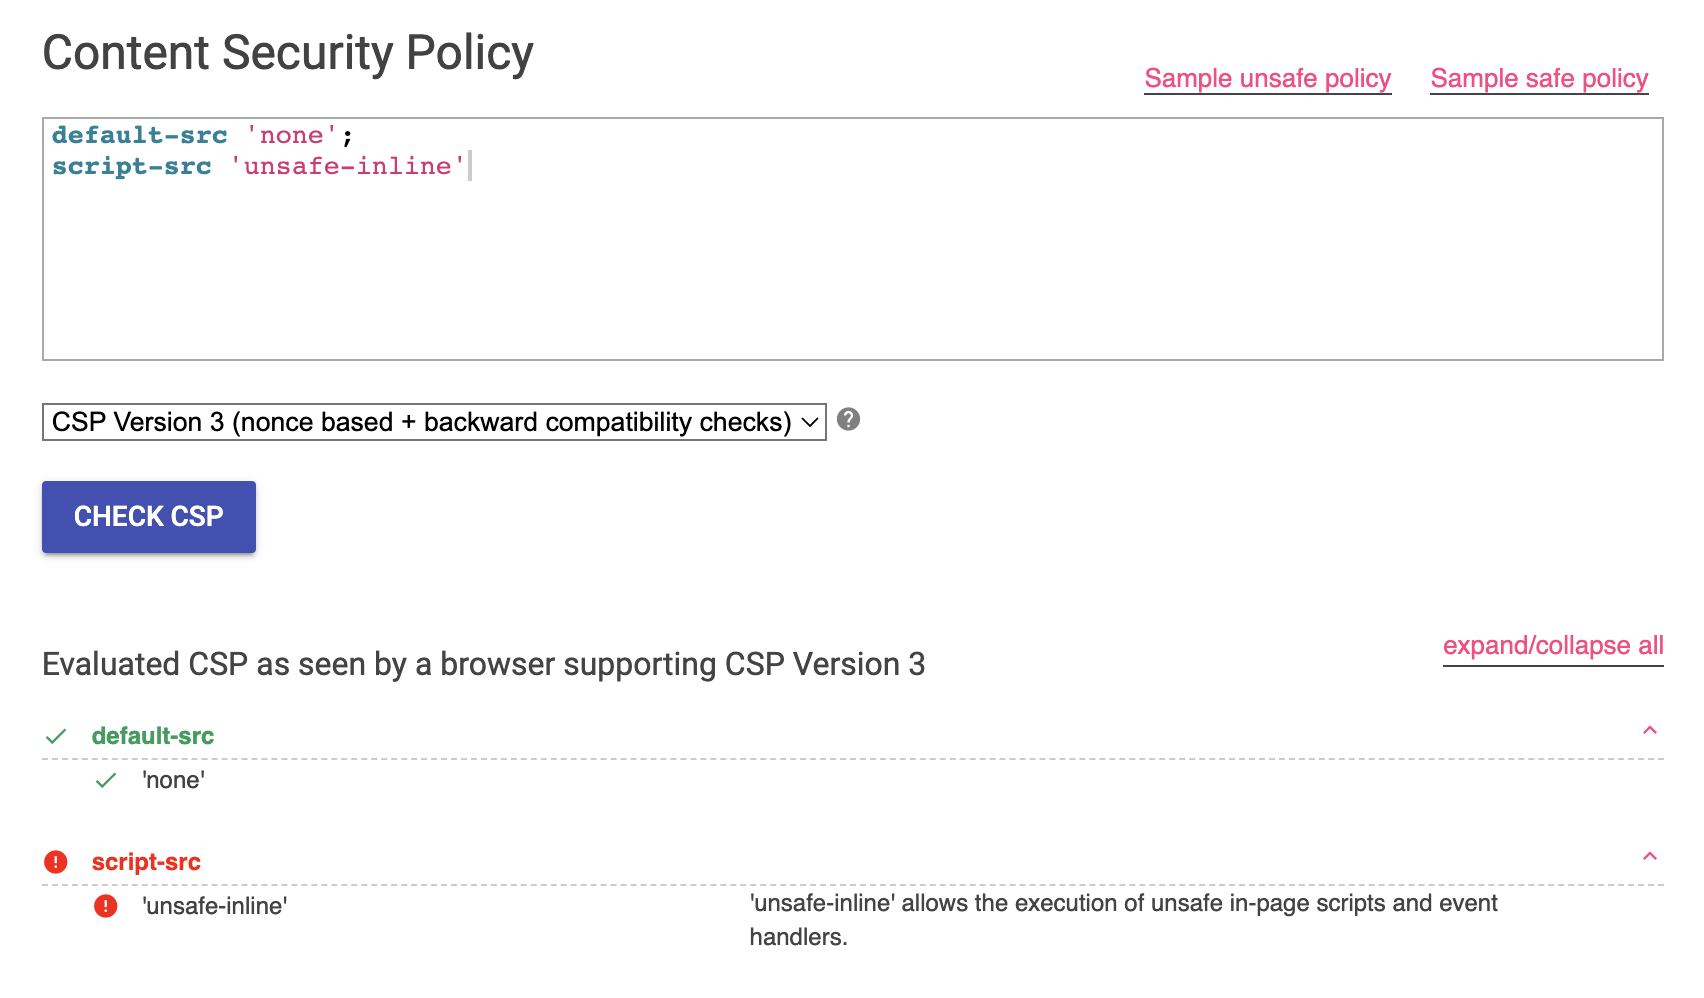 Content Security Policy
Sample unsafe policy
Sample safe policy
default-src 'none';
script-src 'unsafe-inline'
CSP Version 3 (nonce based + backward compatibility checks)
?
CHECK CSP
Evaluated CSP as seen by a browser supporting CSP Version 3
expand/collapse all
default-src
'none'
script-src
'unsafe-inline'
'unsafe-inline' allows the execution of unsafe in-page scripts and event
handlers.